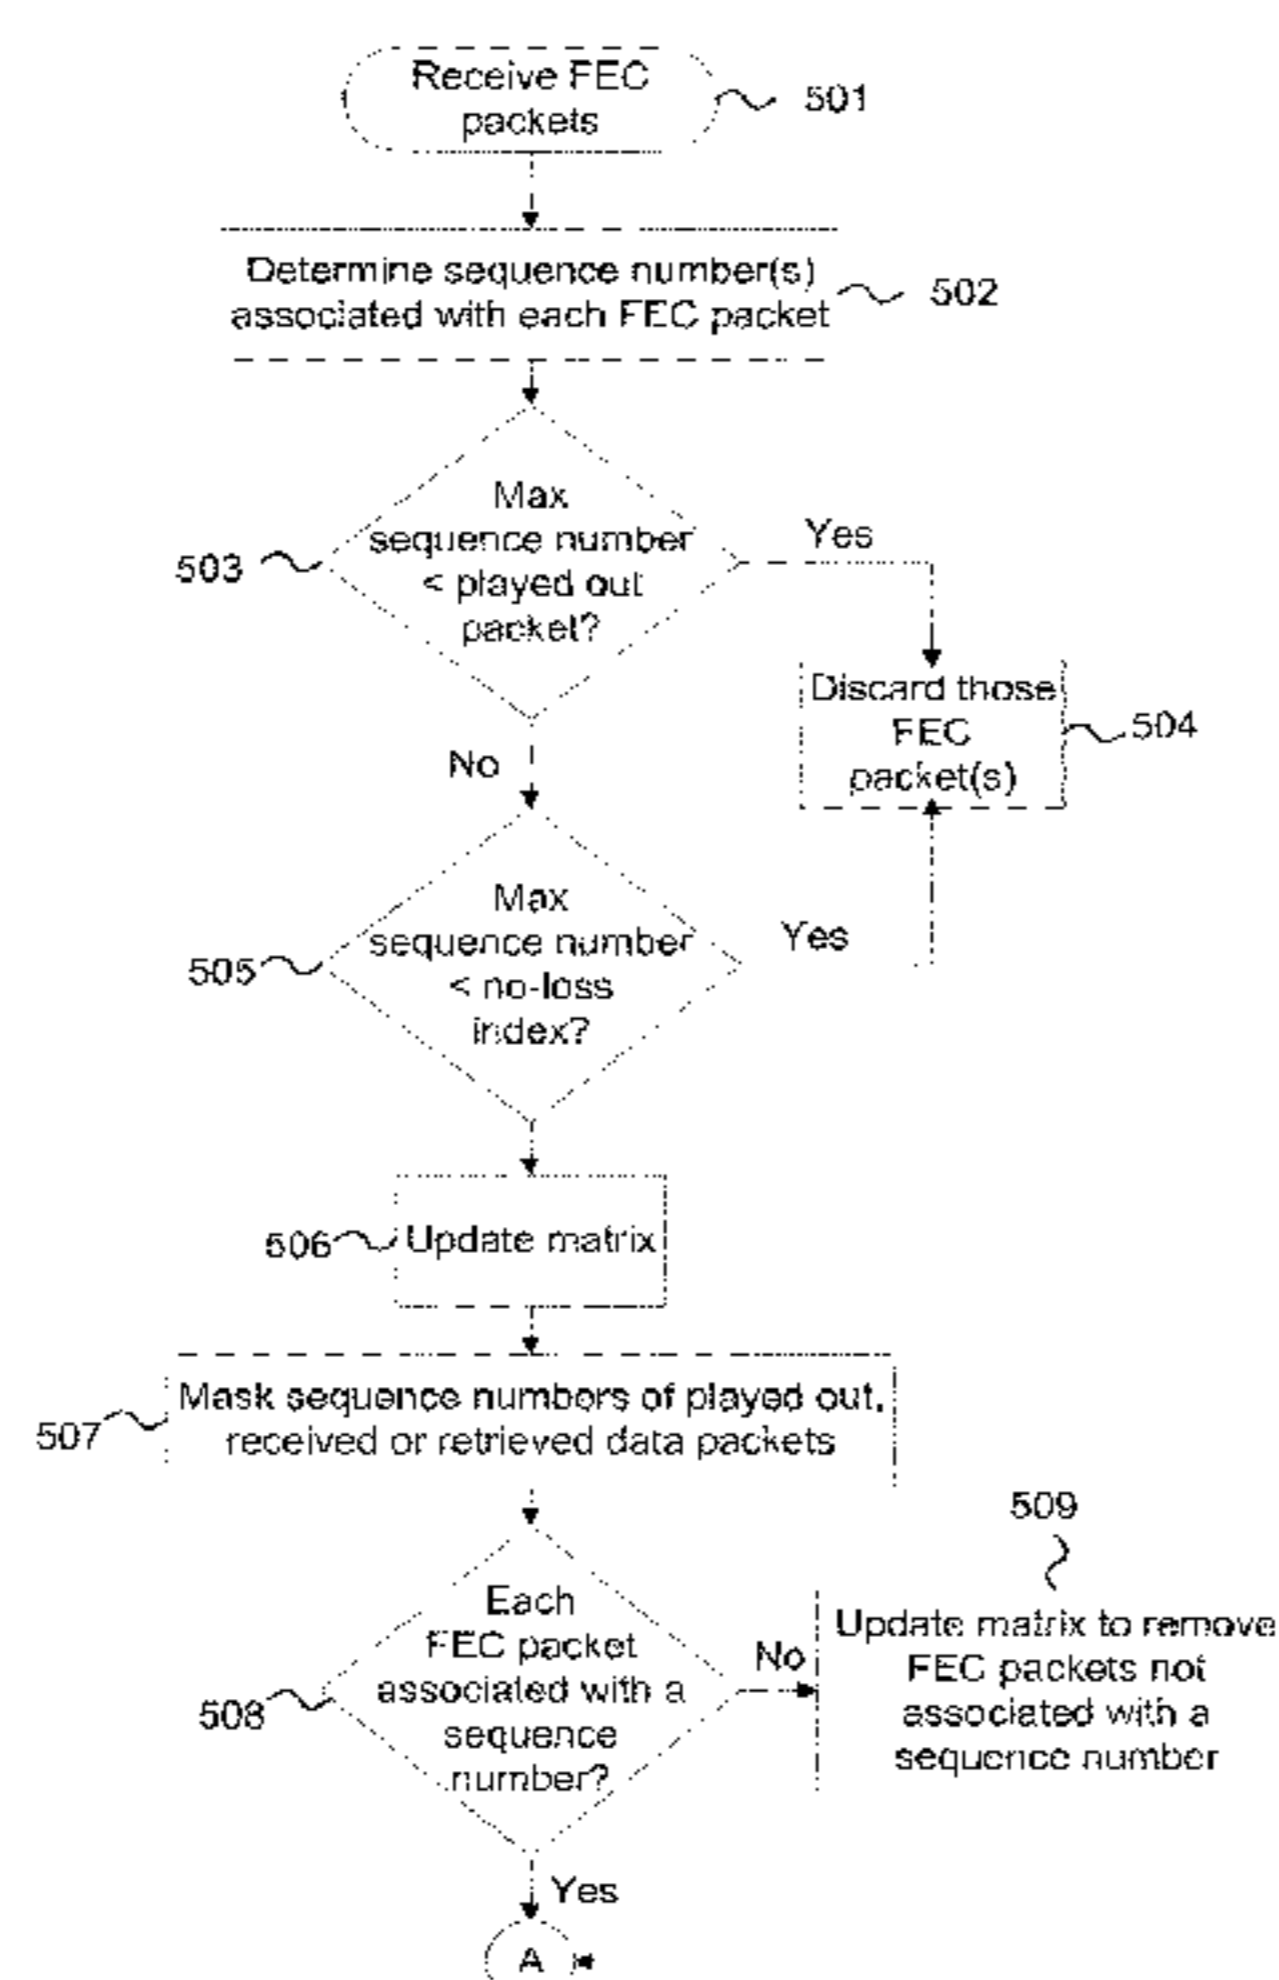 Receive FEC
packets
501
Determine sequence number(s)
associated with each FEC packet
502
Max
sequence number
< played out
packet?
503
Yes
Discard those
FEC
packet(s)
504
No
Max
sequence number
< no-loss
index?
505
Yes
Update matrix
506
Mask sequence numbers of played out,
received or retrieved data packets
507
Each
FEC packet
associated with a
sequence
number?
508
No
509
Update matrix to remove
FEC packets not
associated with a
sequence number
Yes
A